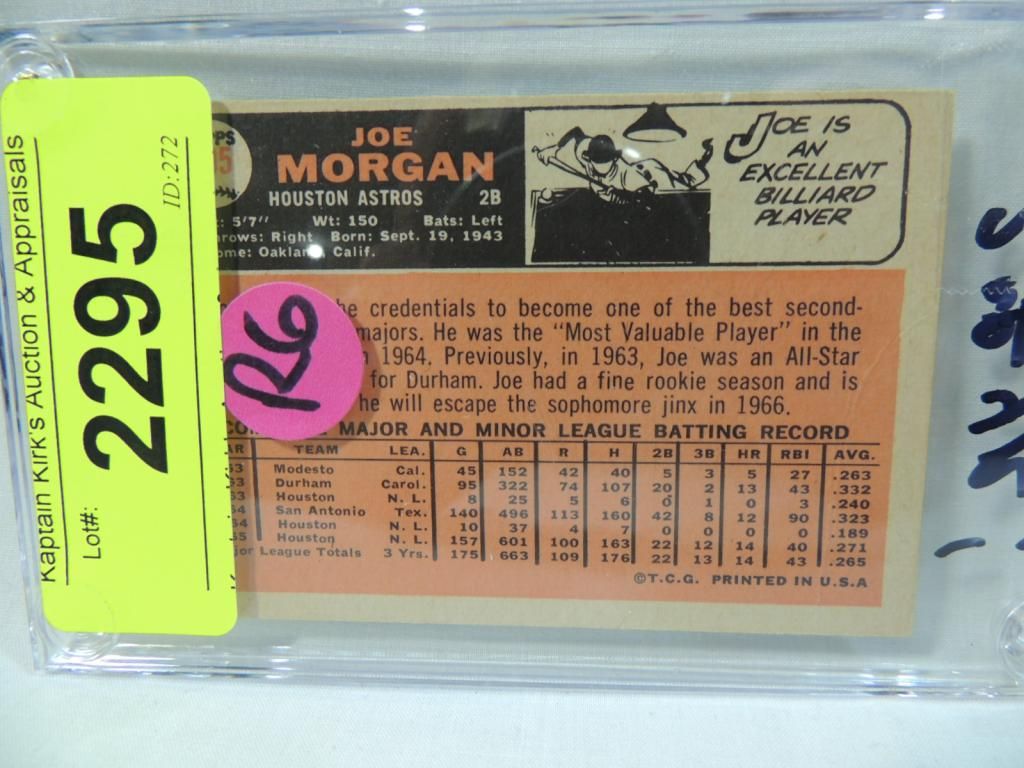 Kaptain Kirk's Auction & Appraisals
Lot#:
2295
ID:272
R6
JOE
MORGAN
HOUSTON ASTROS 2B
5'7" Wt: 150 Bats: Left
Right Born: Sept. 19, 1943
Oakland, Calif.
JOE IS
AN
EXCELLENT
BILLIARD
PLAYER
credentials to become one of the best second-
majors. He was the "Most Valuable Player" in the
1964. Previously, in 1963, Joe was an All-Star
for Durham. Joe had a fine rookie season and is
he will escape the sophomore jinx in 1966.
MAJOR AND MINOR LEAGUE BATTING RECORD
TEAM LEA. G AB R H 2B 3B HR RBI AVG.
Modesto Cal. 45 152 42 40 5 3 5 27 .263
Durham Carol. 95 322 74 107 20 2 13 43 .332
Houston N. L. 8 25 5 6 0 1 0 3 .240
San Antonio Tex. 140 496 113 160 42 8 12 90 .323
Houston N. L. 10 37 4 7 0 0 0 0 .189
Houston N. L. 157 601 100 163 22 12 14 40 .271
League Totals 3 Yrs. 175 663 109 176 22 13 14 43 .265
©T.C.G. PRINTED IN U.S.A